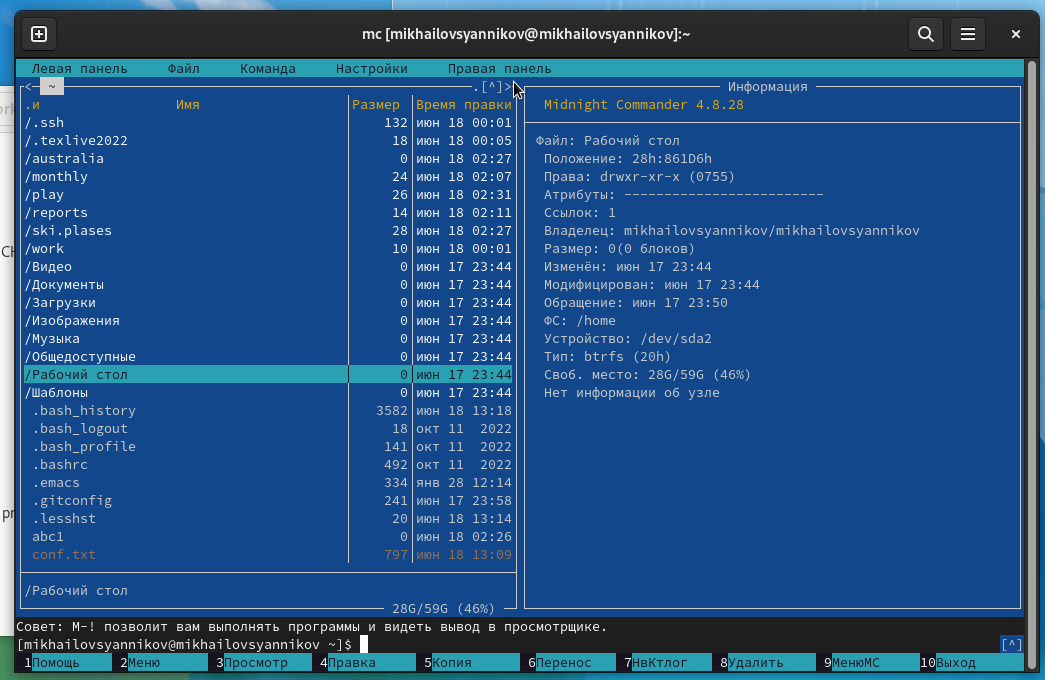 mc [mikhailovsyannikov@mikhailovsyannikov]:~
Левая панель Файл Команда Настройки Правая панель
<─ ~ .[^]>
.и Имя Размер Время правки
/.ssh 132 июн 18 00:01
/.texlive2022 18 июн 18 00:05
/australia 0 июн 18 02:27
/monthly 24 июн 18 02:07
/play 26 июн 18 02:31
/reports 14 июн 18 02:11
/ski.plases 28 июн 18 02:27
/work 10 июн 18 00:01
/Видео 0 июн 17 23:44
/Документы 0 июн 17 23:44
/Загрузки 0 июн 17 23:44
/Изображения 0 июн 17 23:44
/Музыка 0 июн 17 23:44
/Общедоступные 0 июн 17 23:44
/Рабочий стол 0 июн 17 23:44
/Шаблоны 0 июн 17 23:44
.bash_history 3582 июн 18 13:18
.bash_logout 18 окт 11 2022
.bash_profile 141 окт 11 2022
.bashrc 492 окт 11 2022
.emacs 334 янв 28 12:14
.gitconfig 241 июн 17 23:58
.lesshst 20 июн 18 13:14
abc1 0 июн 18 02:26
conf.txt 797 июн 18 13:09
/Рабочий стол
28G/59G (46%)
Информация
Midnight Commander 4.8.28
Файл: Рабочий стол
Положение: 28h:861D6h
Права: drwxr-xr-x (0755)
Атрибуты: -------------------------
Ссылок: 1
Владелец: mikhailovsyannikov/mikhailovsyannikov
Размер: 0(0 блоков)
Изменён: июн 17 23:44
Модифицирован: июн 17 23:44
Обращение: июн 17 23:50
ФС: /home
Устройство: /dev/sda2
Тип: btrfs (20h)
Своб. место: 28G/59G (46%)
Нет информации об узле
Совет: M-! позволит вам выполнять программы и видеть вывод в просмотрщике.
[mikhailovsyannikov@mikhailovsyannikov ~]$ [^]
1Помощь 2Меню 3Просмотр 4Правка 5Копия 6Перенос 7НвКтлог 8Удалить 9МенюМС 10Выход